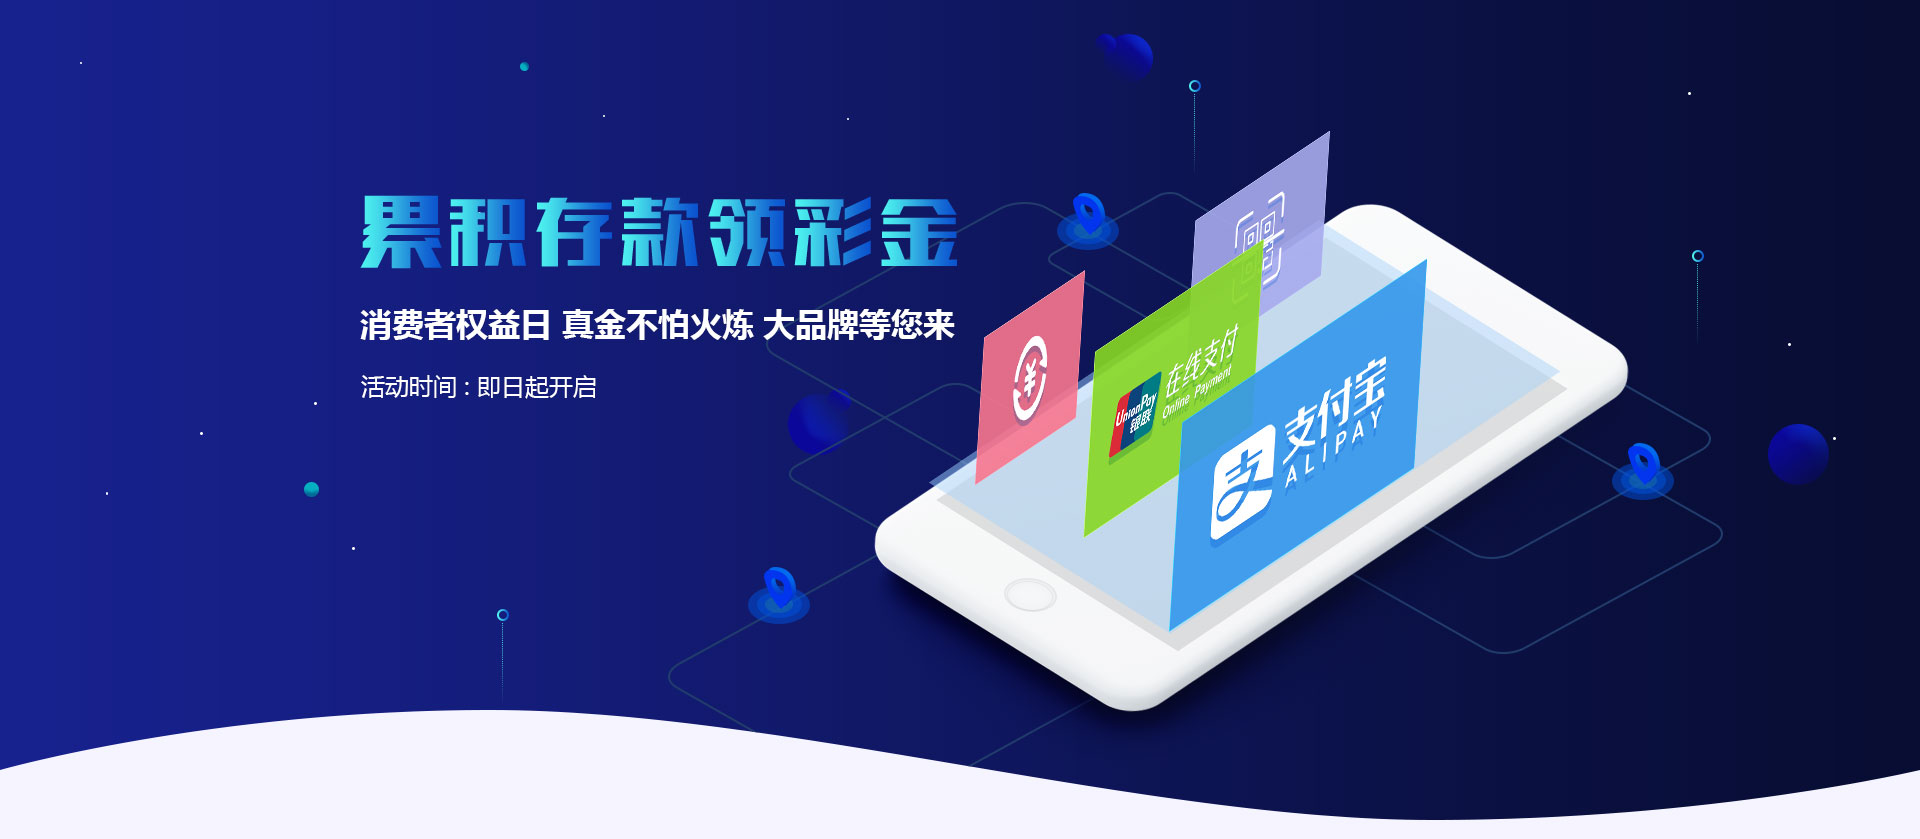 累积存款领彩金
消费者权益日 真金不怕火炼 大品牌等您来
活动时间 : 即日起开启
¥
在线支付
Online Payment
UnionPay
银联
支付宝
ALIPAY
支